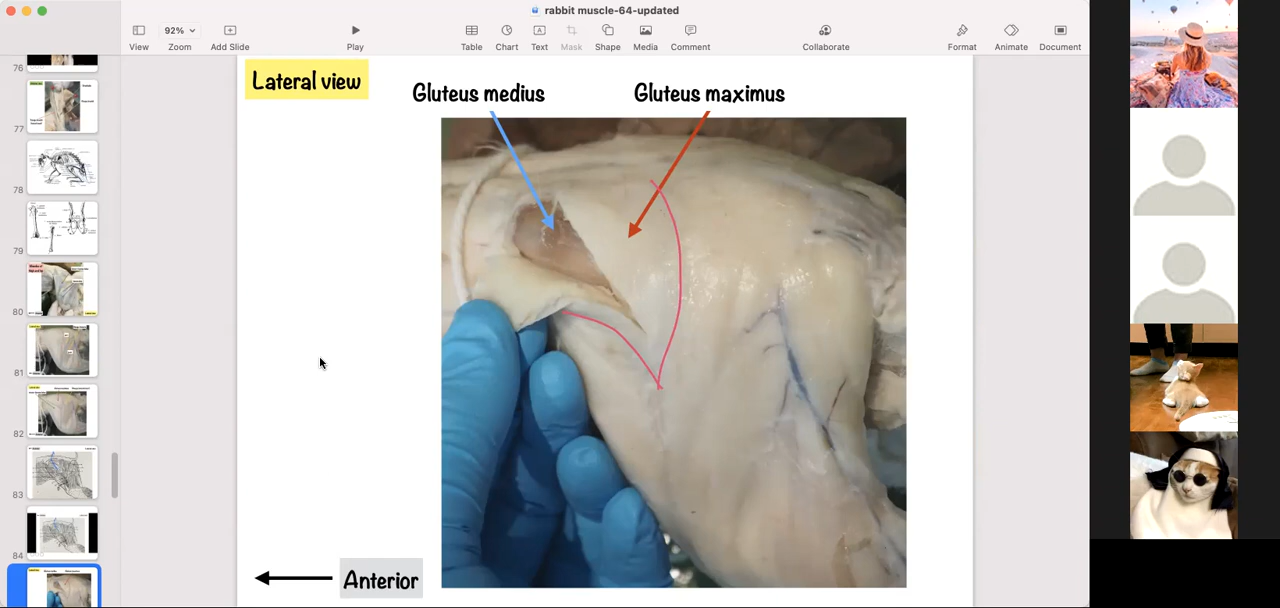 rabbit muscle-64-updated
92%
View
Zoom
Add Slide
Play
Table
Chart
Text
Mask
Shape
Media
Comment
Collaborate
Format
Animate
Document
76
77
78
79
80
81
82
83
84
Lateral view
Gluteus medius
Gluteus maximus
Anterior